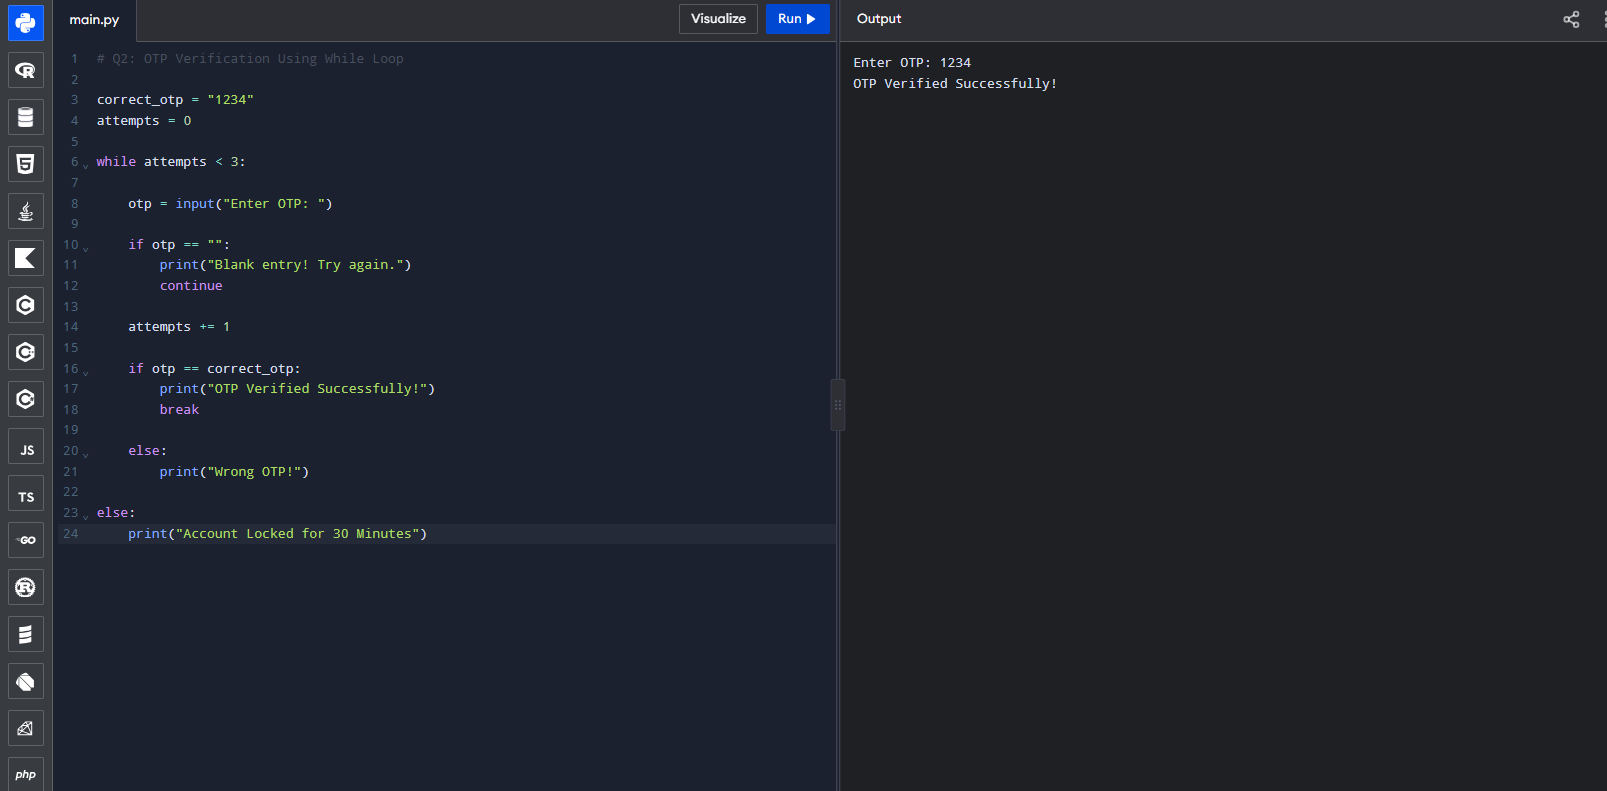 main.py
Visualize
Run
Output
1 # Q2: OTP Verification Using While Loop
2
3 correct_otp = "1234"
4 attempts = 0
5
6 while attempts < 3:
7
8     otp = input("Enter OTP: ")
9
10     if otp == "":
11         print("Blank entry! Try again.")
12         continue
13
14     attempts += 1
15
16     if otp == correct_otp:
17         print("OTP Verified Successfully!")
18         break
19
20     else:
21         print("Wrong OTP!")
22
23 else:
24     print("Account Locked for 30 Minutes")
Enter OTP: 1234
OTP Verified Successfully!
R
5
C
C
C
JS
TS
GO
R
php